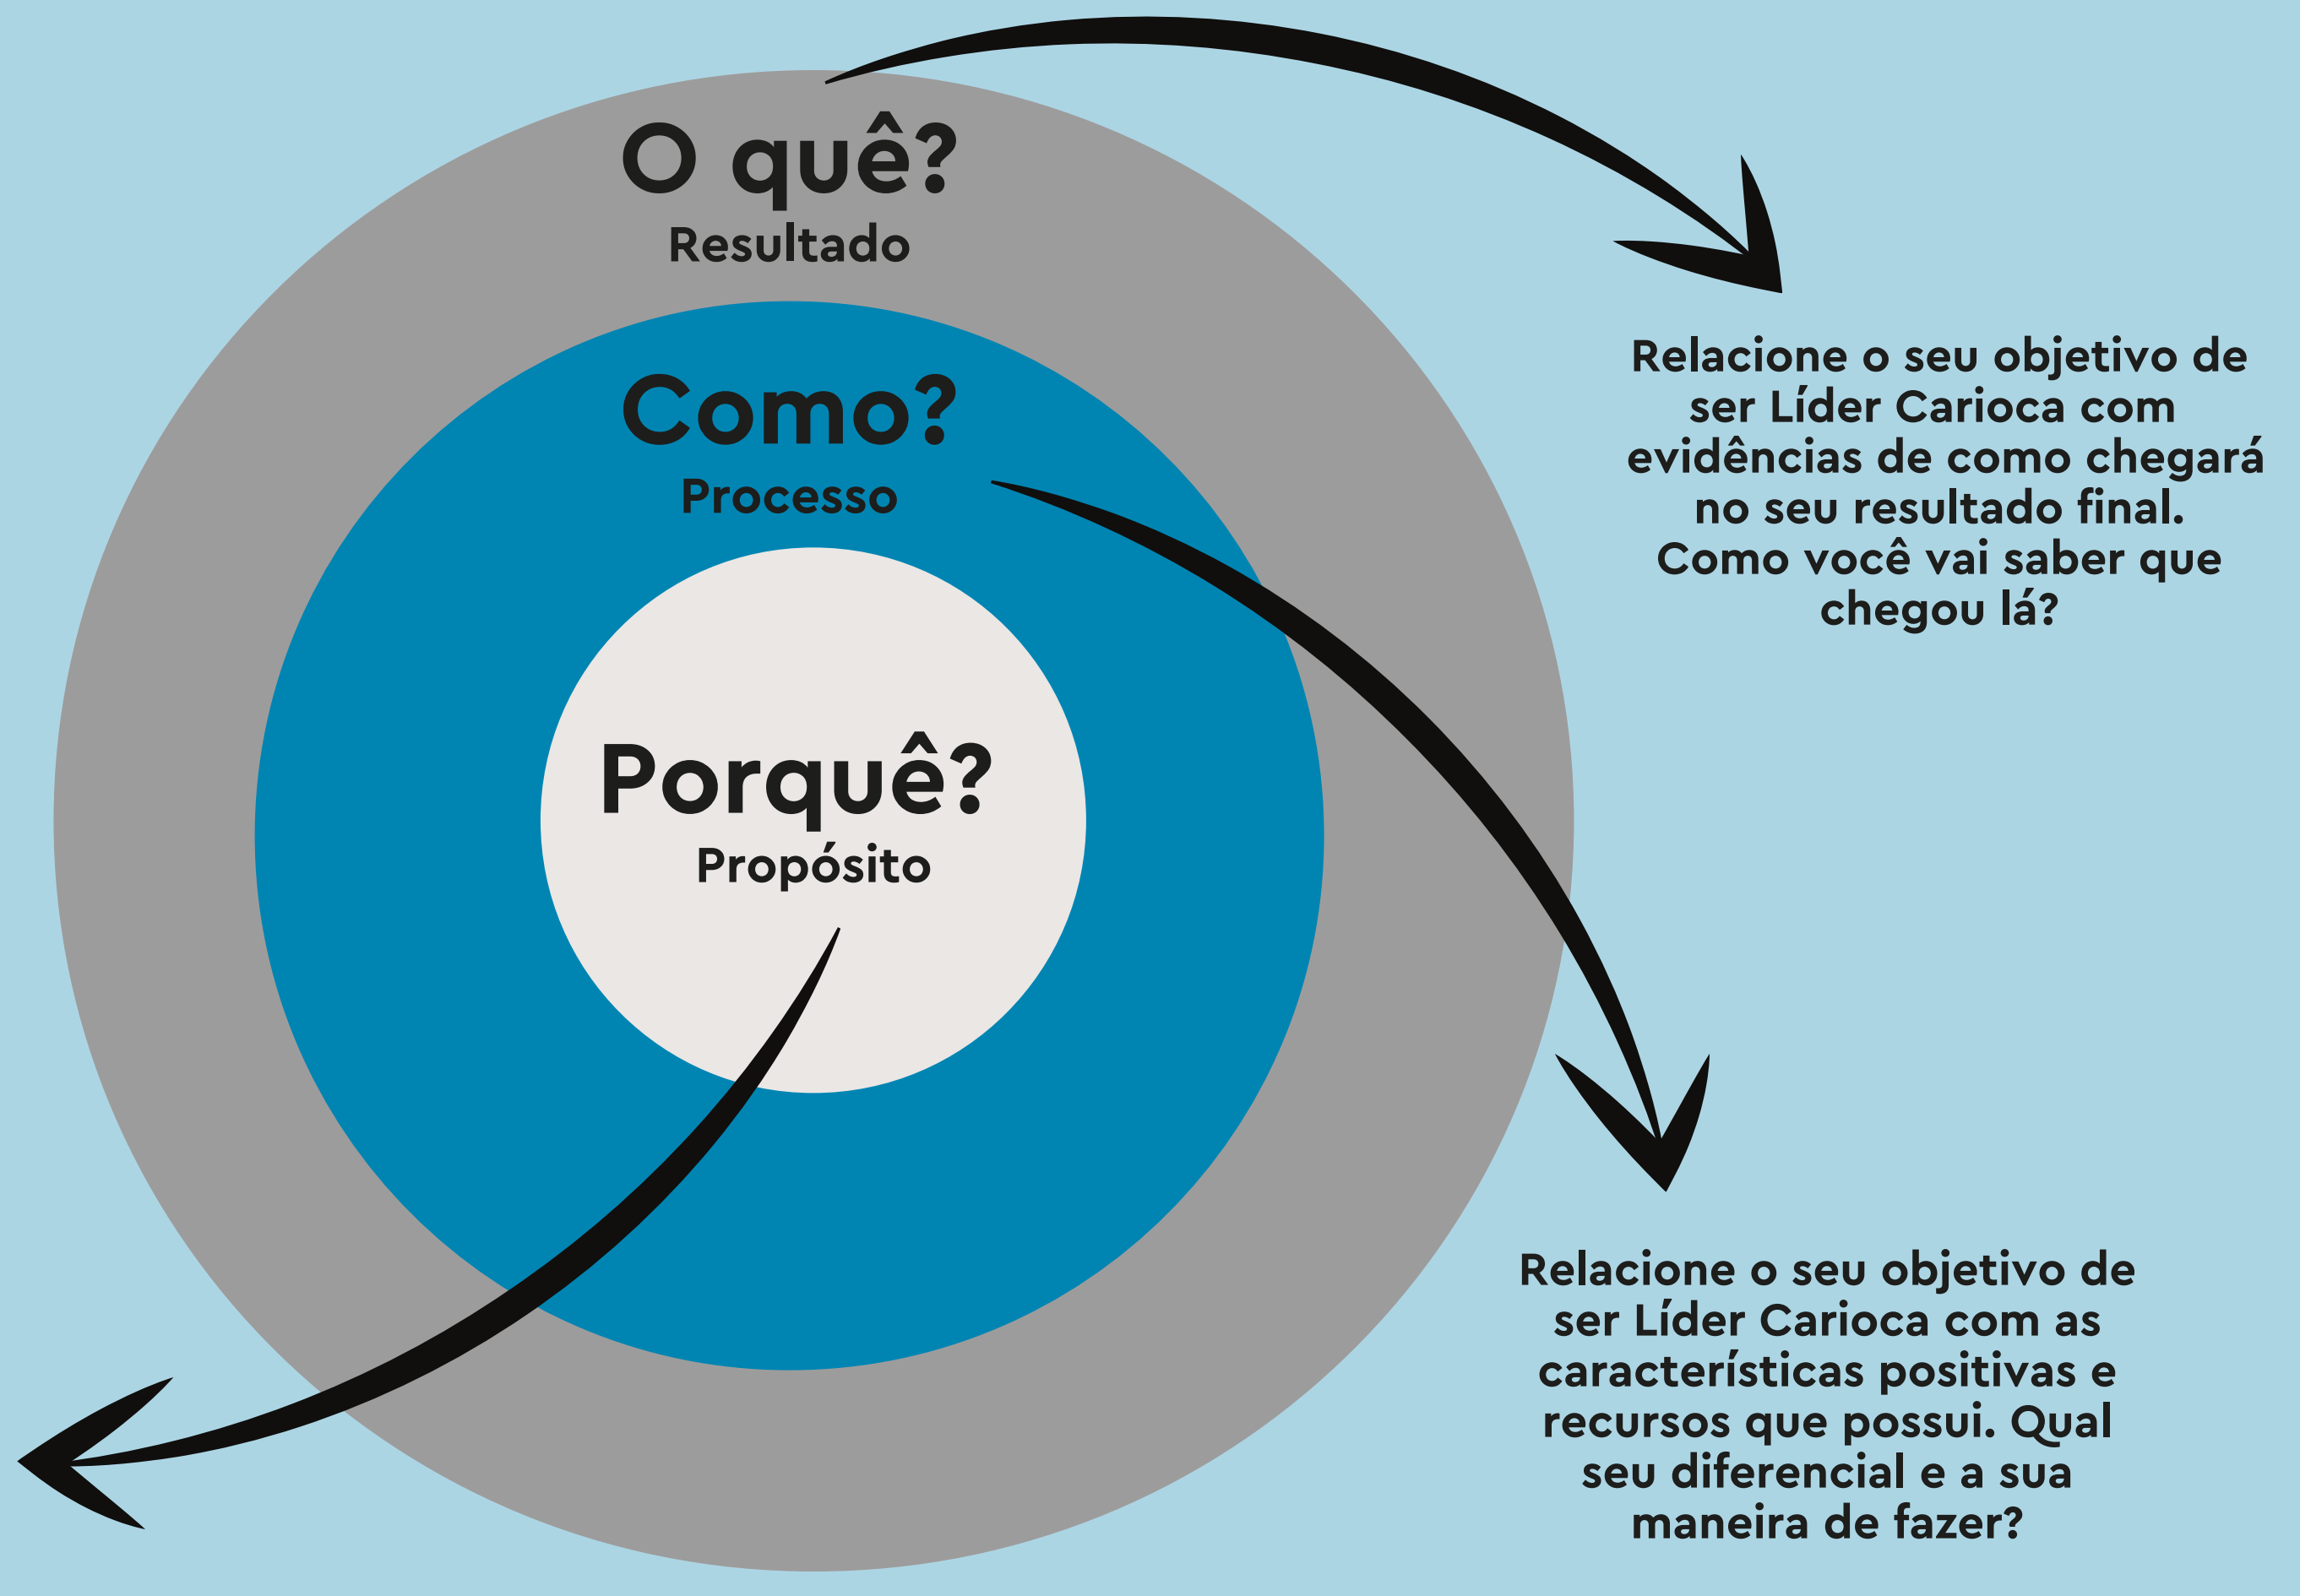 O quê?
Resultado
Como?
Processo
Porquê?
Propósito
Relacione o seu objetivo de
ser Líder Carioca com
evidências de como chegará
no seu resultado final.
Como você vai saber que
chegou lá?
Relacione o seu objetivo de
ser Líder Carioca com as
características positivas e
recursos que possui. Qual
seu diferencial e a sua
maneira de fazer?